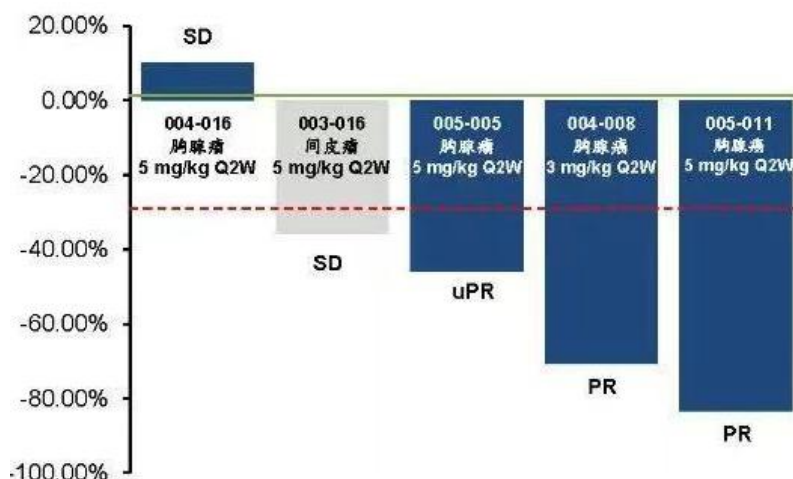 20.00%
0.00%
-20.00%
-40.00%
-60.00%
-80.00%
-100.00%
SD
004-016
胸腺瘤
5 mg/kg Q2W
003-016
间皮瘤
5 mg/kg Q2W
SD
005-005
胸腺瘤
5 mg/kg Q2W
uPR
004-008
胸腺癌
3 mg/kg Q2W
PR
005-011
胸腺癌
5 mg/kg Q2W
PR